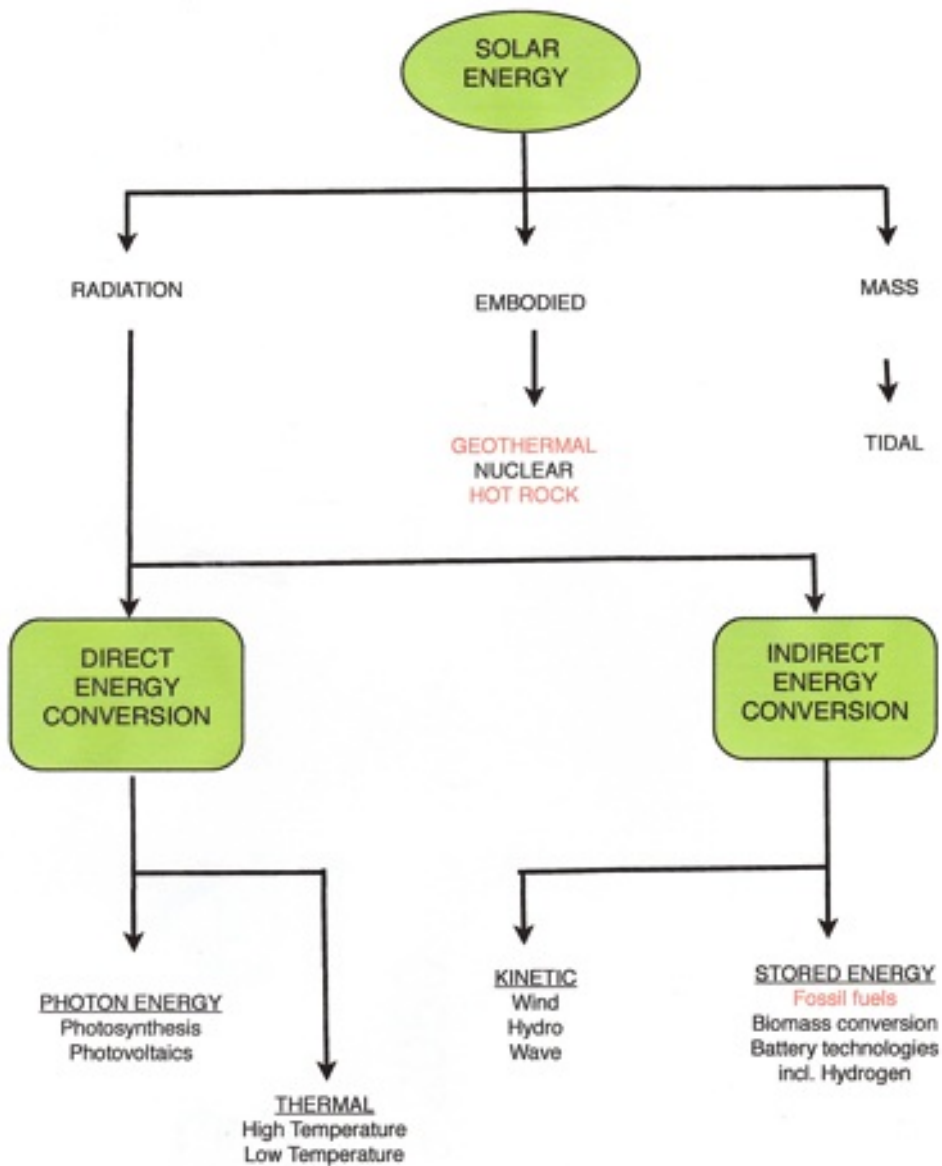 SOLAR
ENERGY
RADIATION
EMBODIED
MASS
GEOTHERMAL
NUCLEAR
HOT ROCK
TIDAL
DIRECT
ENERGY
CONVERSION
INDIRECT
ENERGY
CONVERSION
PHOTON ENERGY
Photosynthesis
Photovoltaics
THERMAL
High Temperature
Low Temperature
KINETIC
Wind
Hydro
Wave
STORED ENERGY
Fossil fuels
Biomass conversion
Battery technologies
incl. Hydrogen